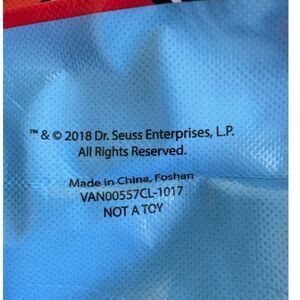 ™ & © 2018 Dr. Seuss Enterprises, L.P.
All Rights Reserved.
Made in China, Foshan
VAN00557CL-1017
NOT A TOY